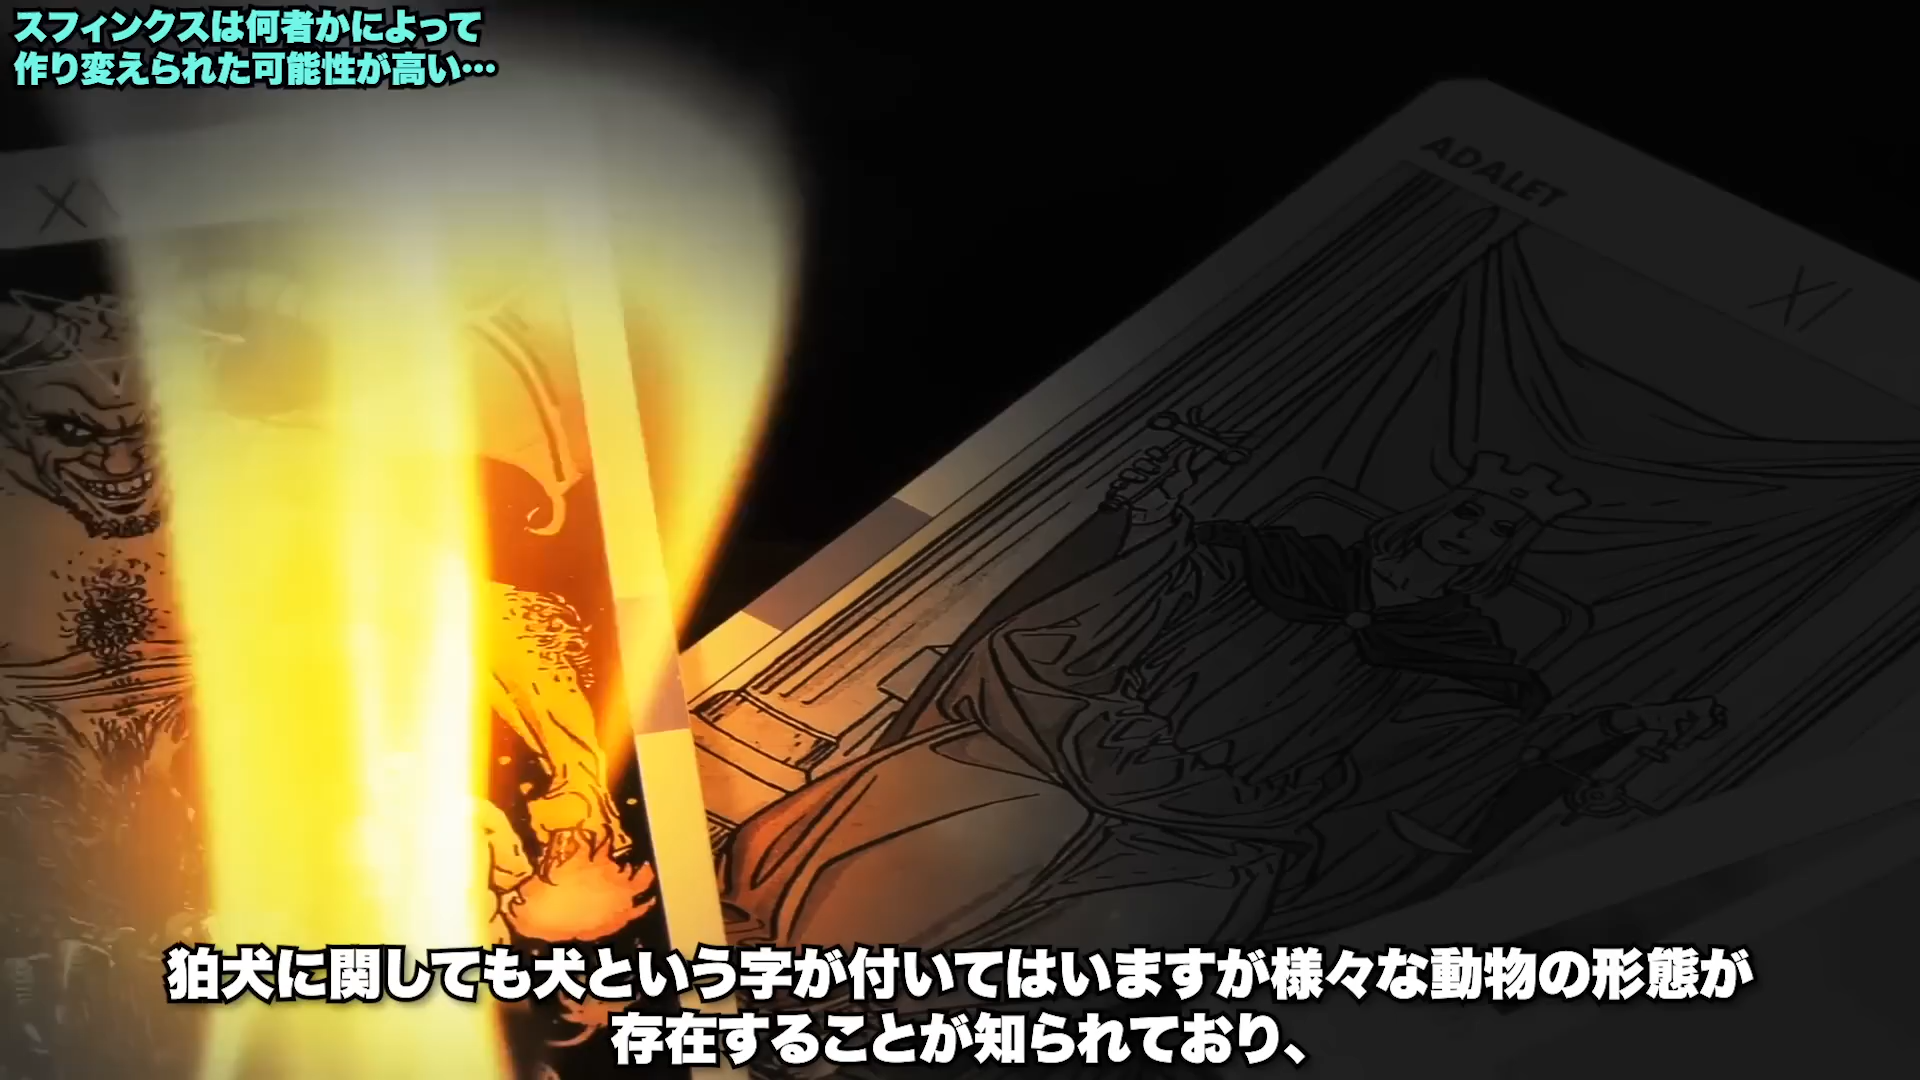 スフィンクスは何者かによって
作り変えられた可能性が高い…
ADALET
XI
狛犬に関しても犬という字が付いてはいますが様々な動物の形態が
存在することが知られており、